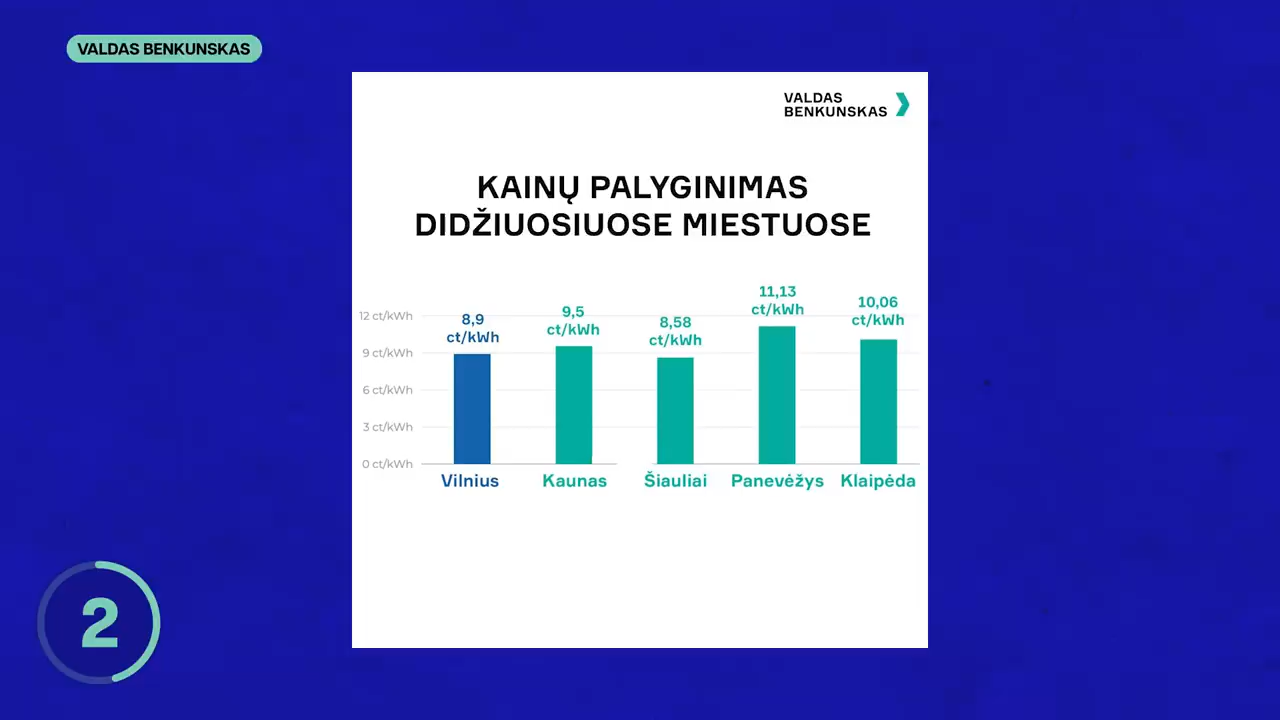 VALDAS BENKUNSKAS
VALDAS
BENKUNSKAS
KAINŲ PALYGINIMAS
DIDŽIUOSIUOSE MIESTUOSE
12 ct/kWh
9 ct/kWh
6 ct/kWh
3 ct/kWh
0 ct/kWh
8,9
ct/kWh
9,5
ct/kWh
8,58
ct/kWh
11,13
ct/kWh
10,06
ct/kWh
Vilnius
Kaunas
Šiauliai
Panevėžys
Klaipėda
2